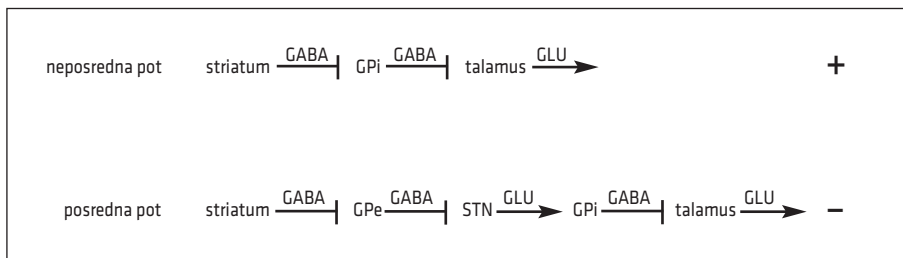 GABA GABA GLU
neposredna pot striatum GPi talamus +
GABA GABA GLU GABA GLU
posredna pot striatum GPe STN GPi talamus −